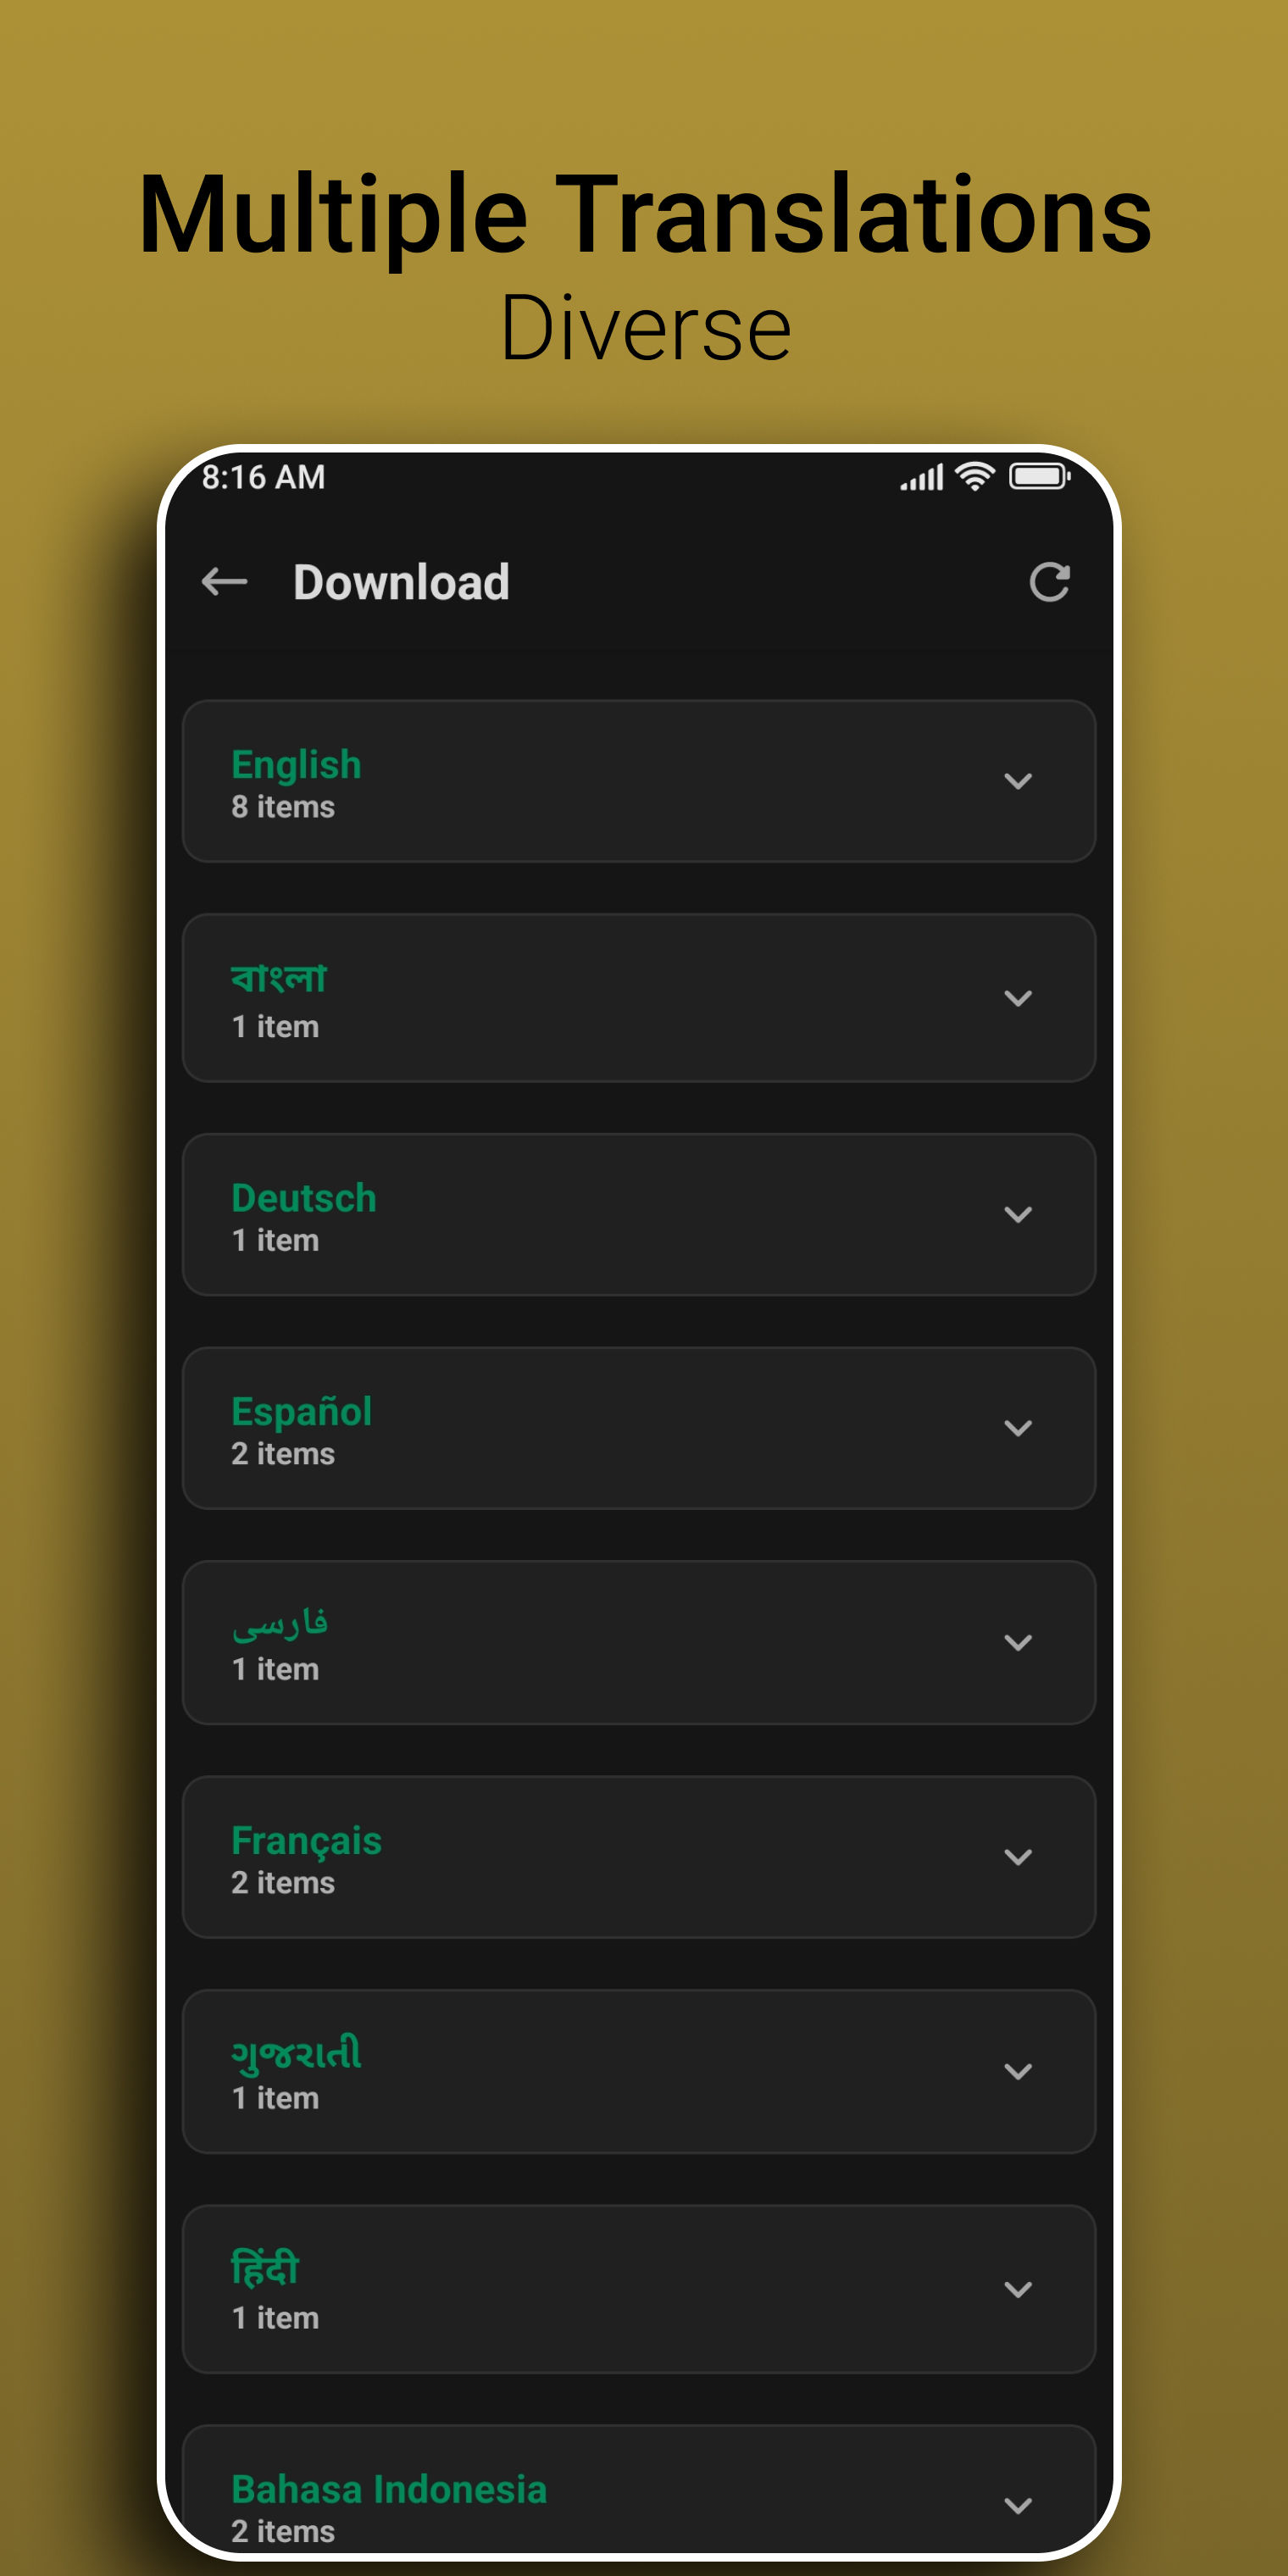 Multiple Translations
Diverse
8:16 AM
Download
English
8 items
বাংলা
1 item
Deutsch
1 item
Español
2 items
فارسی
1 item
Français
2 items
ગુજરાતી
1 item
हिंदी
1 item
Bahasa Indonesia
2 items